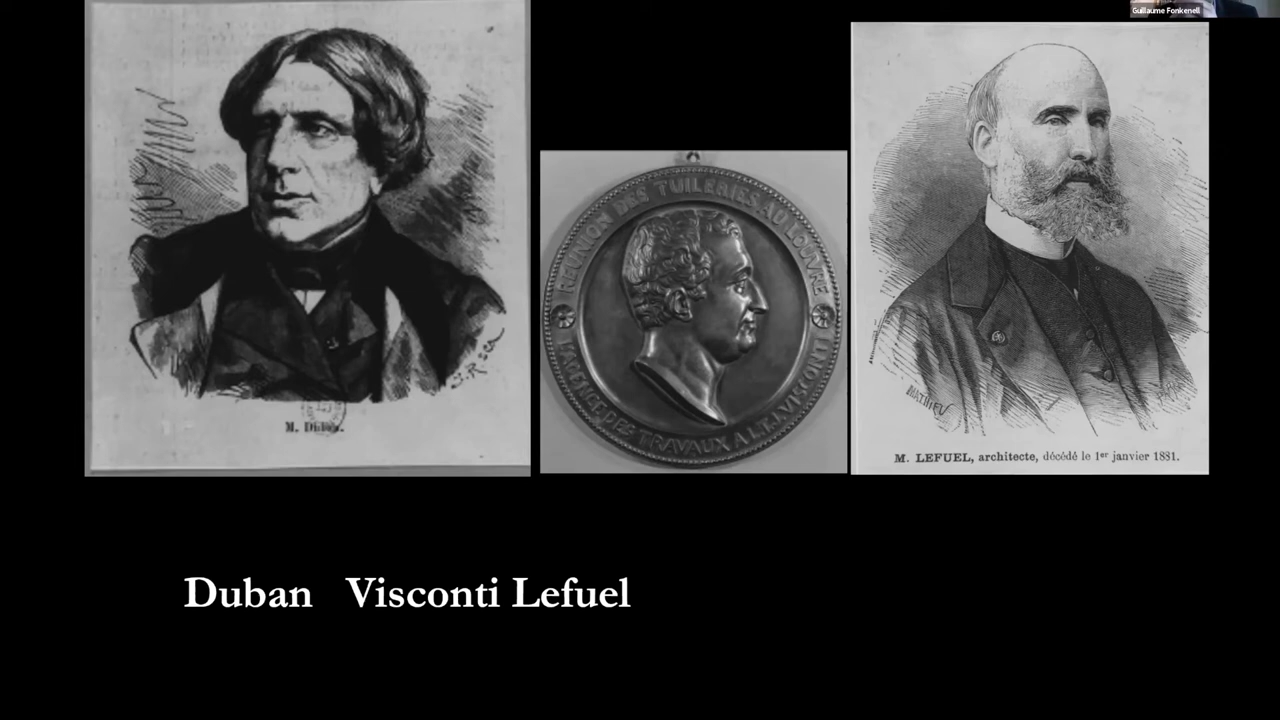 Guillaume Fonkenell
M. Duban.
RÉUNION DES TUILERIES AU LOUVRE
L'AGENCE DES TRAVAUX A L.T.J. VISCONTI
MATHIEU
M. LEFUEL, architecte, décédé le 1er janvier 1881.
Duban Visconti Lefuel